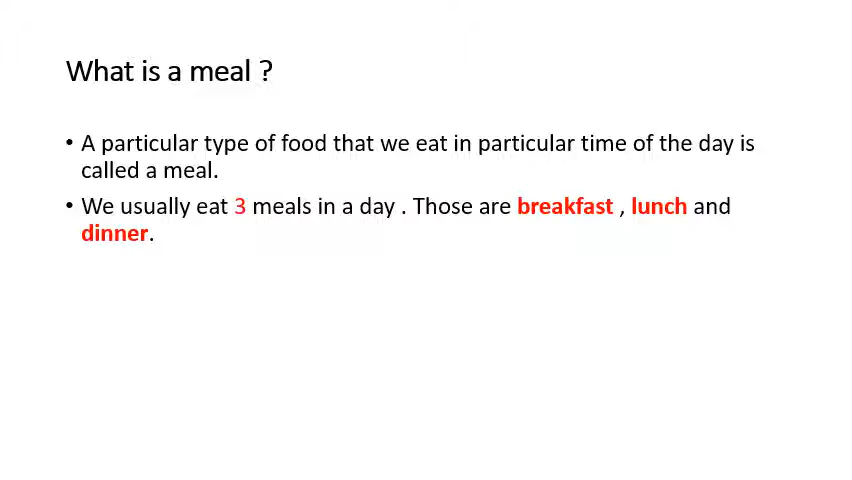 What is a meal ?
• A particular type of food that we eat in particular time of the day is
called a meal.
• We usually eat 3 meals in a day . Those are breakfast , lunch and
dinner.